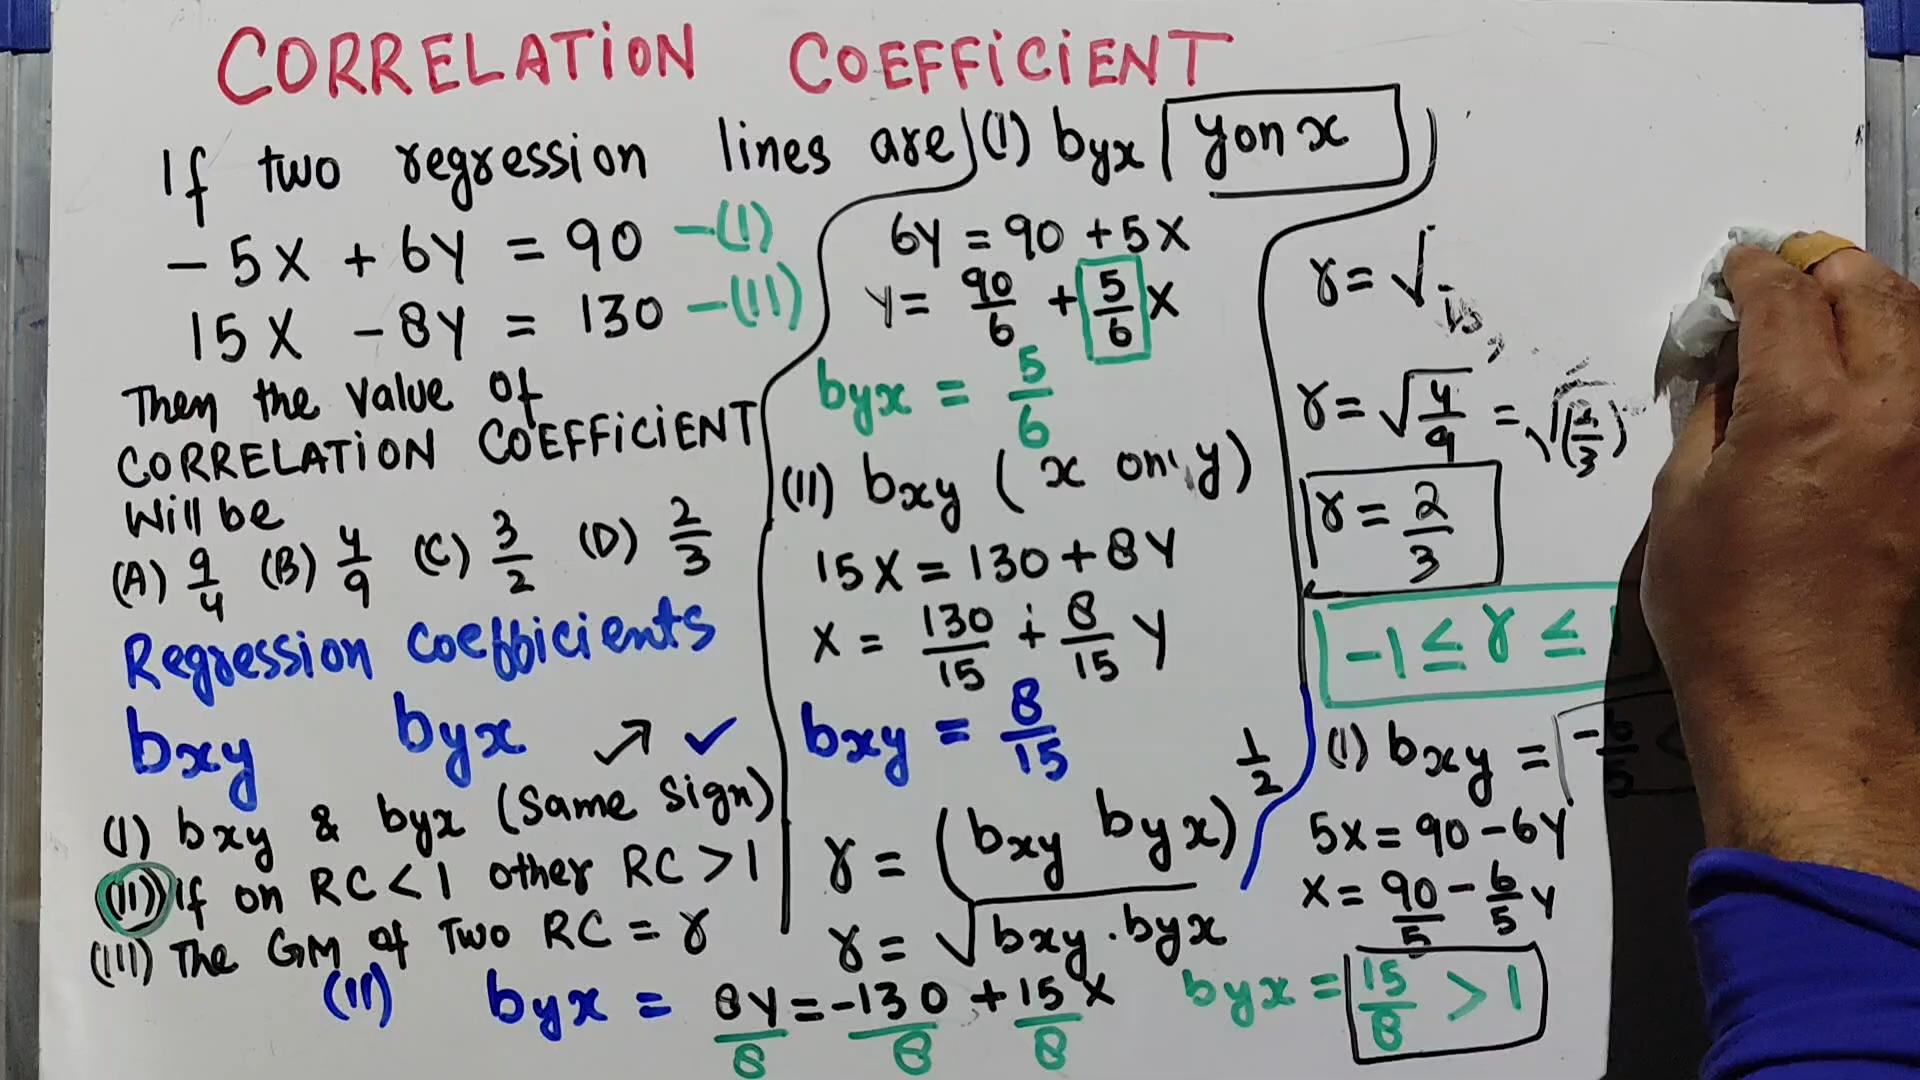 CORRELATION COEFFICIENT
If two regression lines are
- 5X + 6Y = 90 -(I)
15X - 8Y = 130 -(II)
Then the value of
CORRELATION COEFFICIENT
Will be
(A) 9/4 (B) 4/9 (C) 3/2 (D) 2/3
Regression Coefficients
bxy byx ↗ ✓
(I) bxy & byx (Same Sign)
(II) If on RC < 1 other RC > 1
(III) The GM of Two RC = r
(I) byx yon x
6Y = 90 + 5X
Y = 90/6 + 5/6 X
byx = 5/6
(II) bxy (x on y)
15X = 130 + 8Y
X = 130/15 + 8/15 Y
bxy = 8/15
r = (bxy byx) 1/2
r = √bxy.byx
r = √
r = √4/9 = √(2/3)
r = 2/3
-1 ≤ r ≤
(I) bxy = -6/5 <
5X = 90 - 6Y
X = 90/5 - 6/5 Y
(II) byx = 8Y/8 = -130/8 + 15/8 X
byx = 15/8 > 1